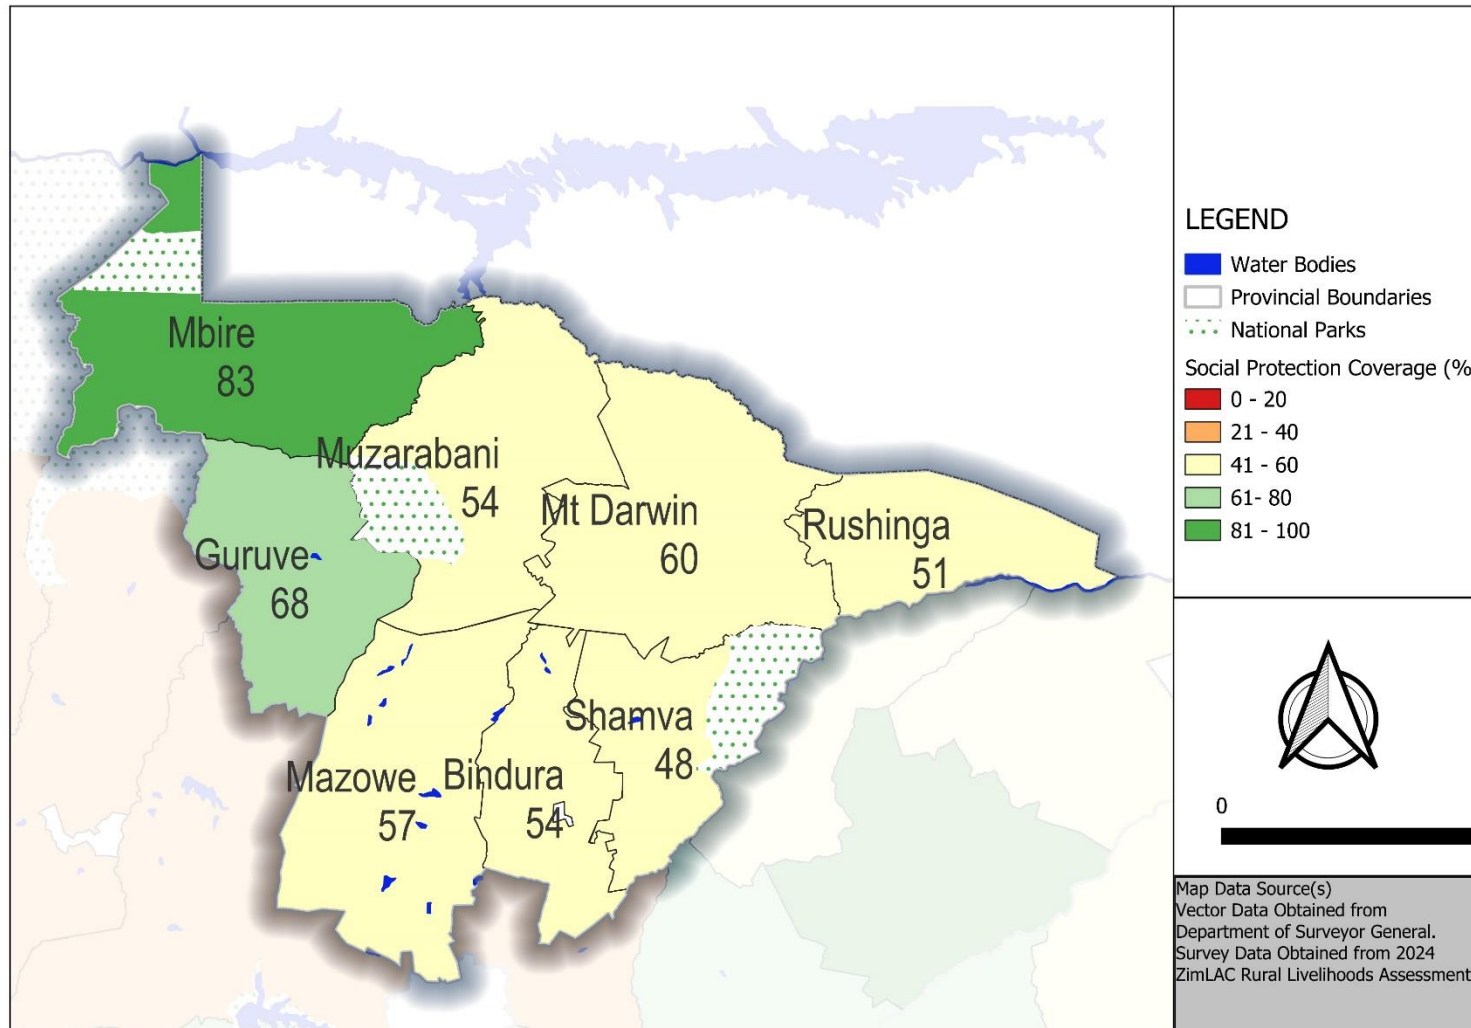 Mbire
83
Muzarabani
54
Mt Darwin
60
Rushinga
51
Guruve
68
Shamva
48
Mazowe
57
Bindura
54
LEGEND
Water Bodies
Provincial Boundaries
National Parks
Social Protection Coverage (%
0 - 20
21 - 40
41 - 60
61- 80
81 - 100
0
Map Data Source(s)
Vector Data Obtained from
Department of Surveyor General.
Survey Data Obtained from 2024
ZimLAC Rural Livelihoods Assessment